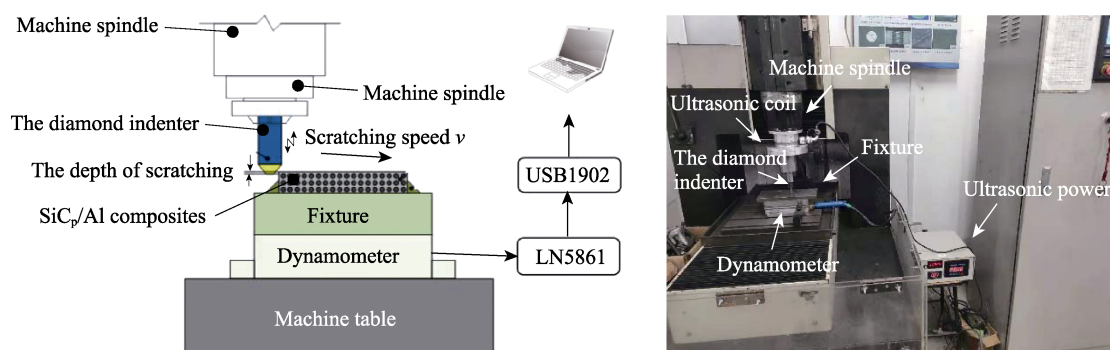 Machine spindle
Machine spindle
The diamond indenter
Scratching speed v
The depth of scratching
SiCp/Al composites
Fixture
Dynamometer
Machine table
USB1902
LN5861
Machine spindle
Ultrasonic coil
The diamond
indenter
Fixture
Ultrasonic power
Dynamometer